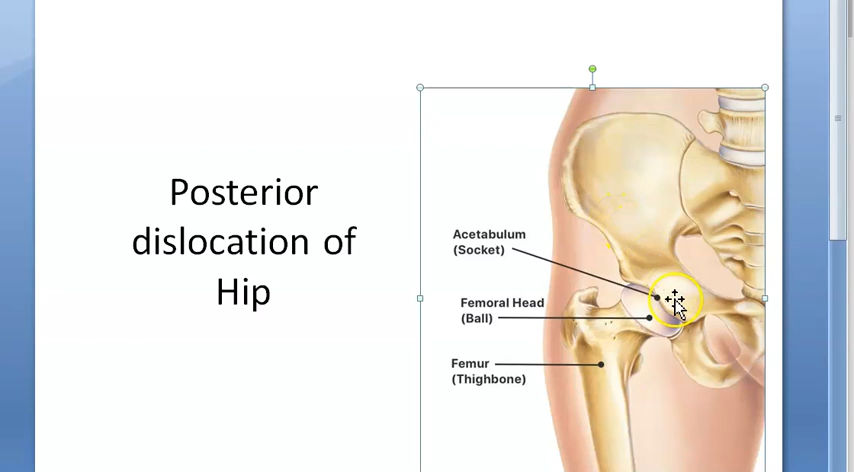 Posterior
dislocation of
Hip
Acetabulum
(Socket)
Femoral Head
(Ball)
Femur
(Thighbone)